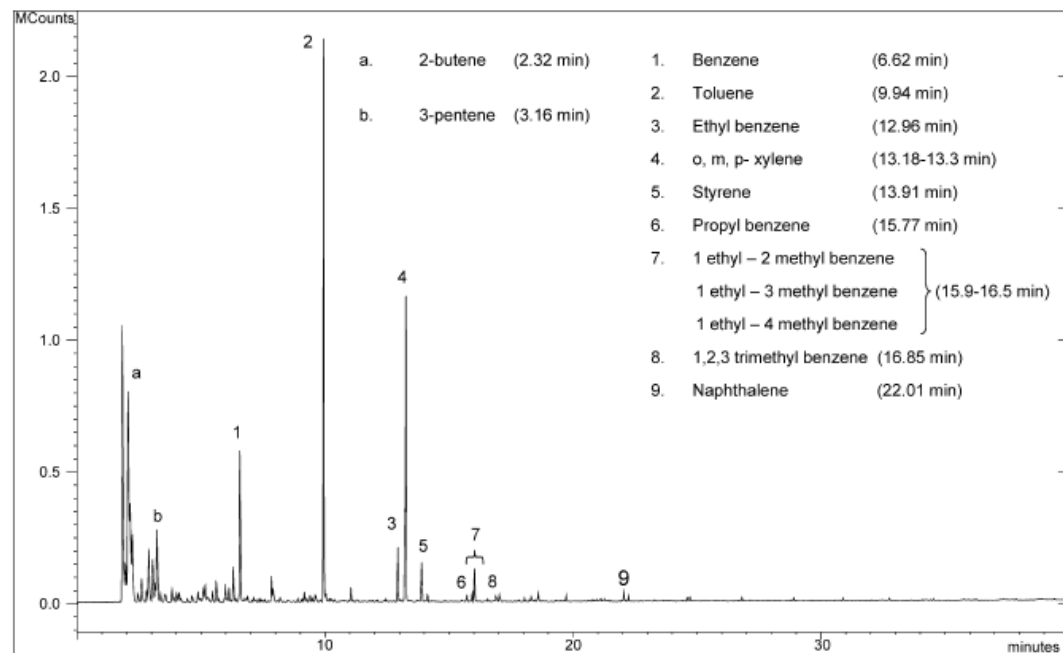 MCounts
2.0
1.5
1.0
0.5
0.0
10
20
30
minutes
a
b
1
2
3
4
5
6
7
8
9
a. 2-butene (2.32 min)
b. 3-pentene (3.16 min)
1. Benzene (6.62 min)
2. Toluene (9.94 min)
3. Ethyl benzene (12.96 min)
4. o, m, p- xylene (13.18-13.3 min)
5. Styrene (13.91 min)
6. Propyl benzene (15.77 min)
7. 1 ethyl – 2 methyl benzene
1 ethyl – 3 methyl benzene (15.9-16.5 min)
1 ethyl – 4 methyl benzene
8. 1,2,3 trimethyl benzene (16.85 min)
9. Naphthalene (22.01 min)